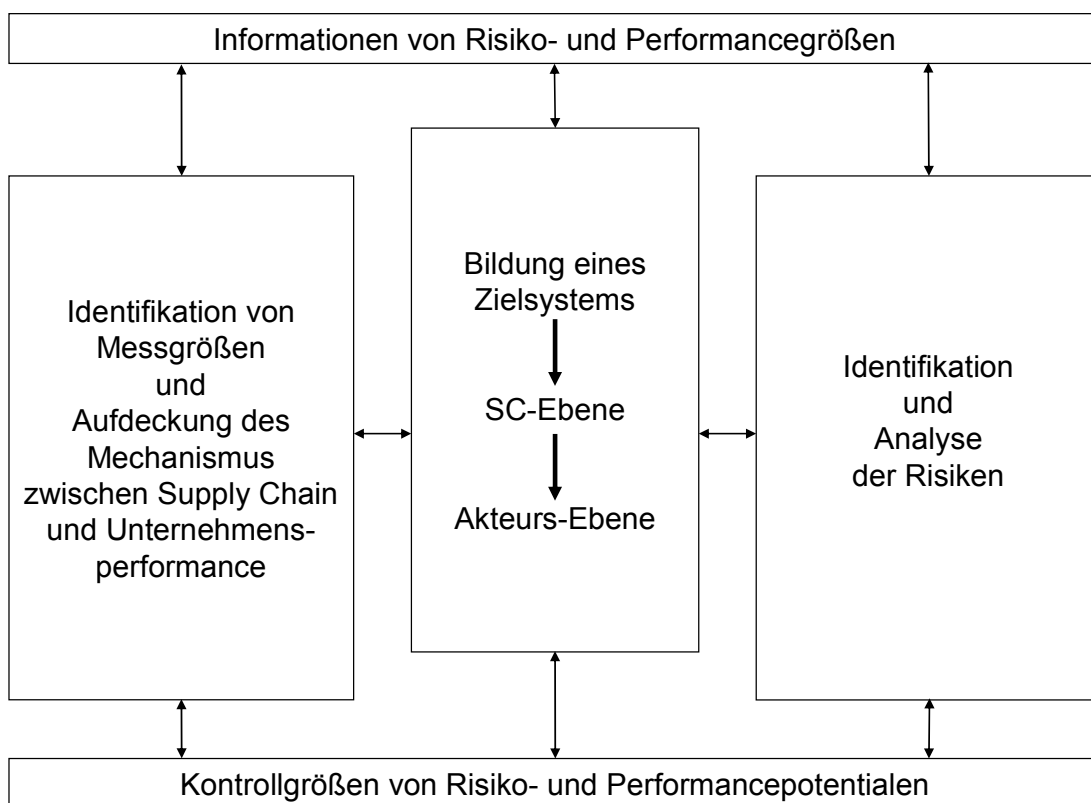 Informationen von Risiko- und Performancegrößen
Identifikation von
Messgrößen
und
Aufdeckung des
Mechanismus
zwischen Supply Chain
und Unternehmens-
performance
Bildung eines
Zielsystems
SC-Ebene
Akteurs-Ebene
Identifikation
und
Analyse
der Risiken
Kontrollgrößen von Risiko- und Performancepotentialen